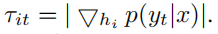 τ_{it} = | ▽_{h_i} p(y_t|x)|.